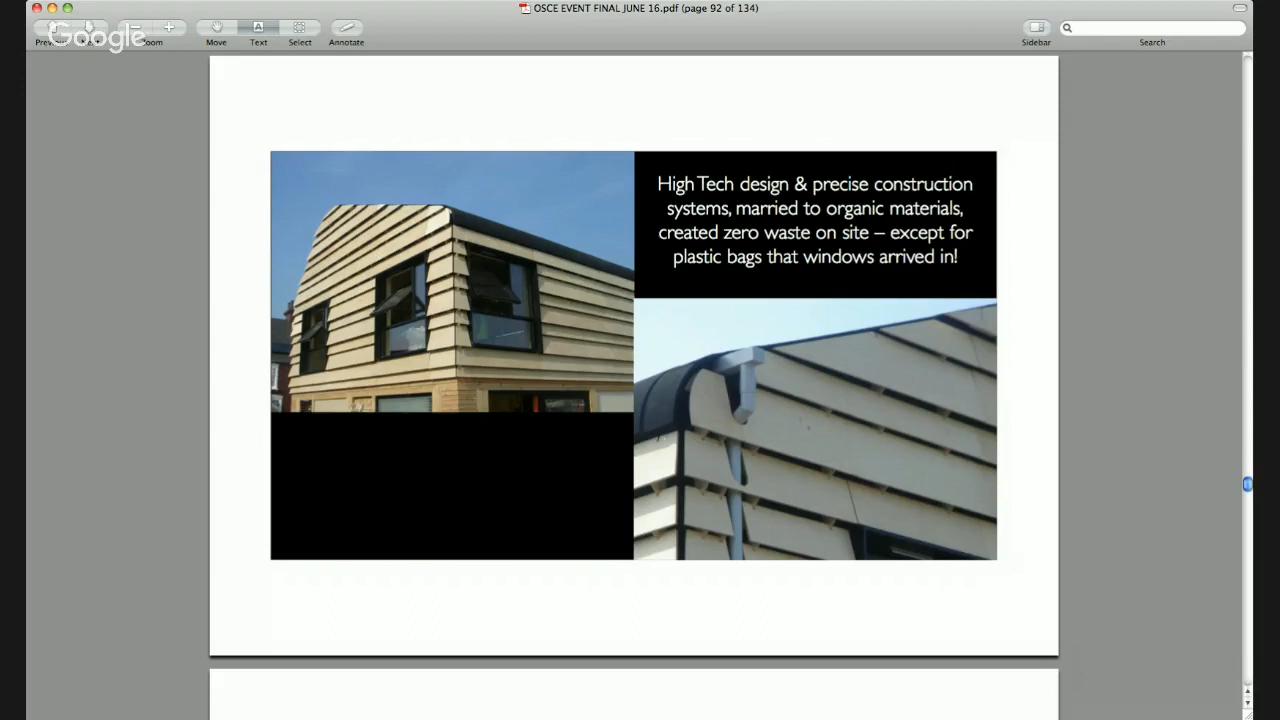 OSCE EVENT FINAL JUNE 16.pdf (page 92 of 134)
Google
Zoom
Move
Text
Select
Annotate
Sidebar
Search
High Tech design & precise construction
systems, married to organic materials,
created zero waste on site – except for
plastic bags that windows arrived in!